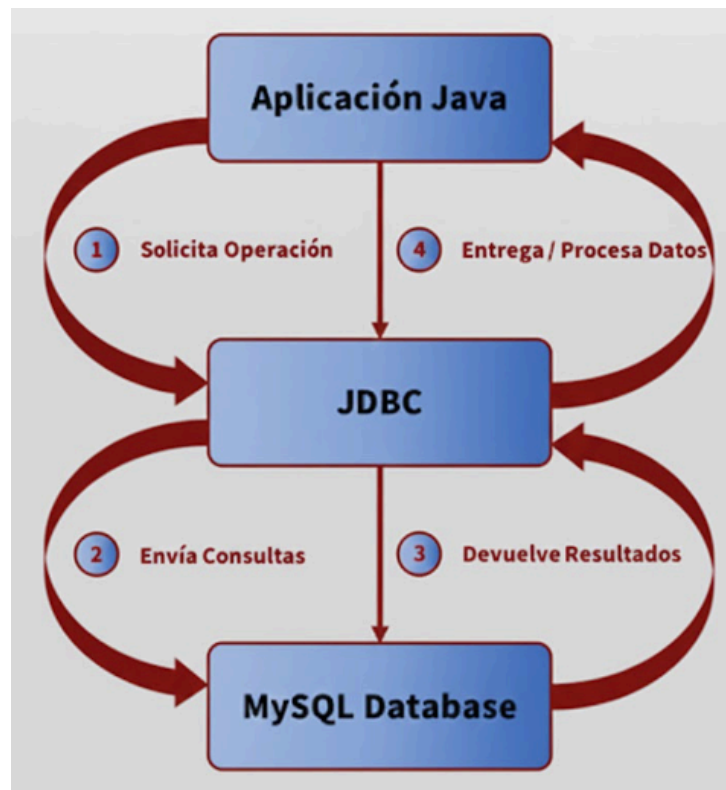 Aplicación Java
1 Solicita Operación
4 Entrega / Procesa Datos
JDBC
2 Envía Consultas
3 Devuelve Resultados
MySQL Database